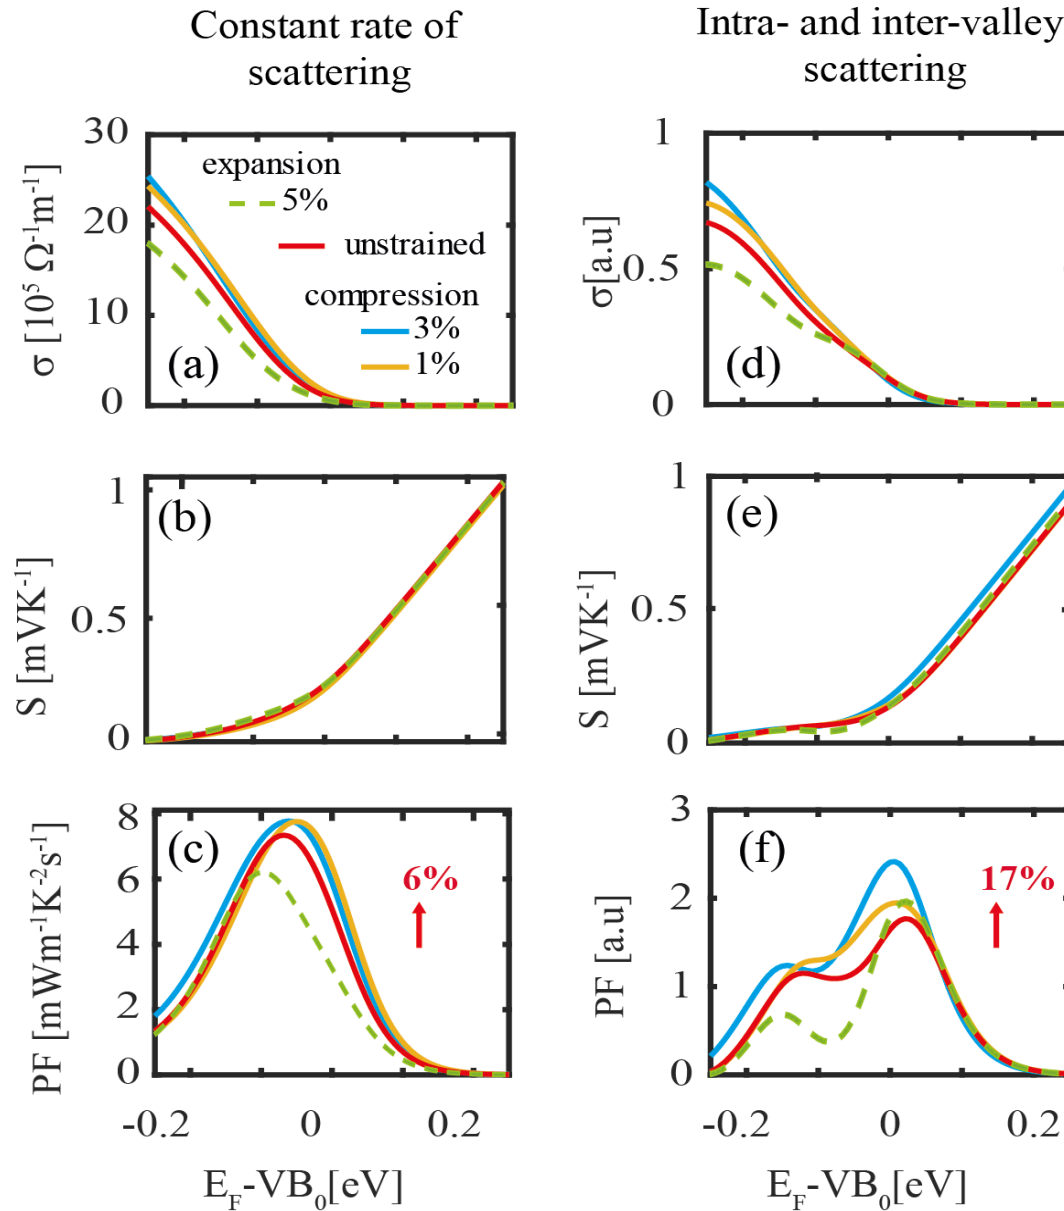 Constant rate of
scattering
Intra- and inter-valley
scattering
30
20
10
0
σ [10⁵ Ω⁻¹m⁻¹]
expansion
5%
unstrained
compression
3%
1%
(a)
1
0.5
0
σ[a.u]
(d)
1
0.5
0
S [mVK⁻¹]
(b)
1
0.5
0
S [mVK⁻¹]
(e)
8
6
4
2
0
PF [mWm⁻¹K⁻²s⁻¹]
(c)
6%
-0.2 0 0.2
E_F-VB₀[eV]
3
2
1
0
PF [a.u]
(f)
17%
-0.2 0 0.2
E_F-VB₀[eV]